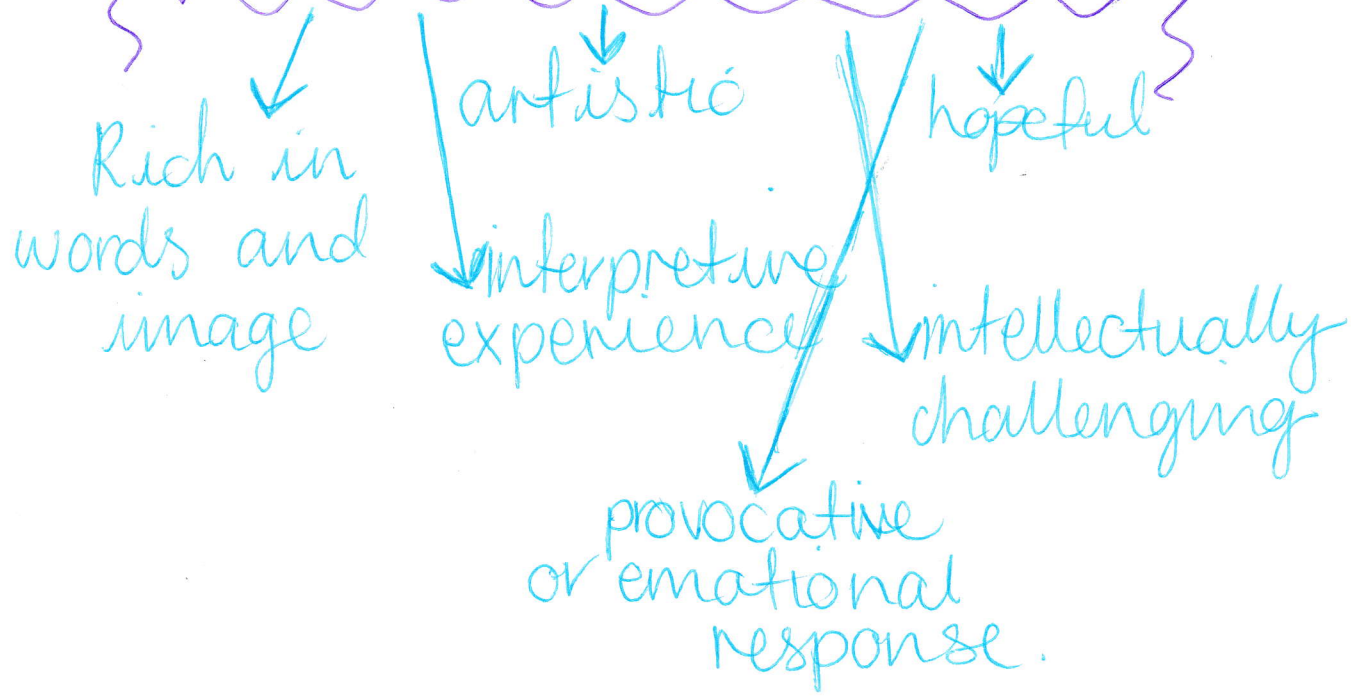 Rich in
words and
image
artistic
interpretive
experience
hopeful
intellectually
challenging
provocative
or emotional
response.